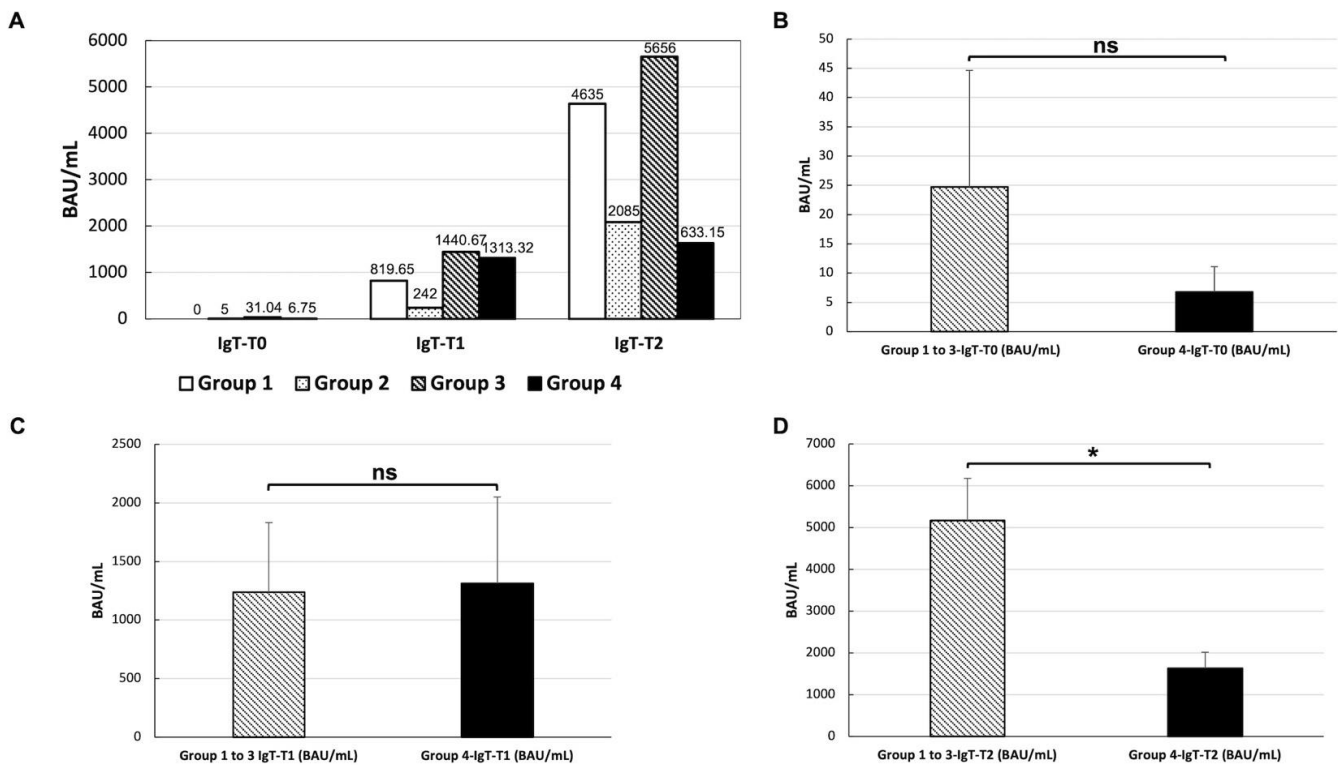 A
6000
5000
4000
3000
2000
1000
0
BAU/mL
0 5 31.04 6.75
819.65
242
1440.67
1313.32
4635
2085
5656
633.15
IgT-T0 IgT-T1 IgT-T2
Group 1 Group 2 Group 3 Group 4
B
50
45
40
35
30
25
20
15
10
5
0
BAU/mL
ns
Group 1 to 3-IgT-T0 (BAU/mL) Group 4-IgT-T0 (BAU/mL)
C
2500
2000
1500
1000
500
0
BAU/mL
ns
Group 1 to 3 IgT-T1 (BAU/mL) Group 4-IgT-T1 (BAU/mL)
D
7000
6000
5000
4000
3000
2000
1000
0
BAU/mL
*
Group 1 to 3-IgT-T2 (BAU/mL) Group 4-IgT-T2 (BAU/mL)